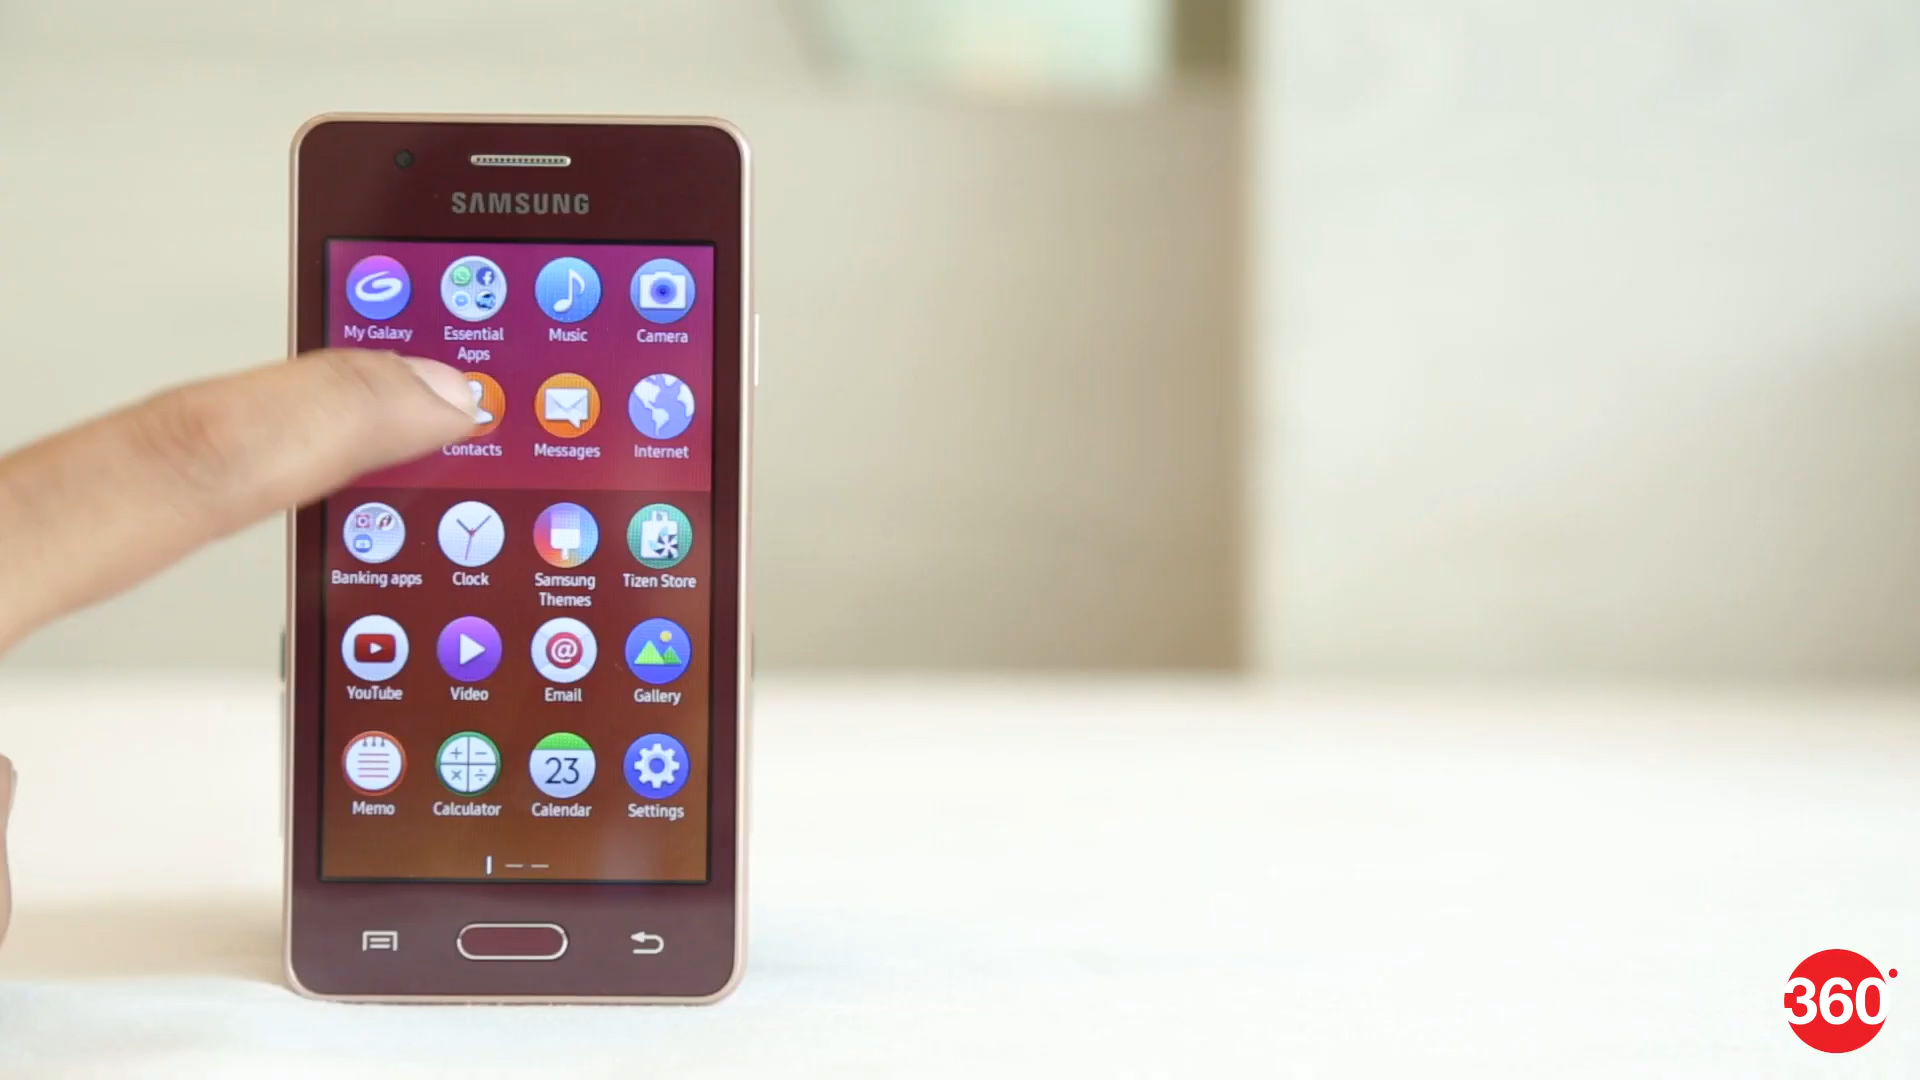 SAMSUNG
My Galaxy
Essential
Apps
Music
Camera
Contacts
Messages
Internet
Banking apps
Clock
Samsung
Themes
Tizen Store
YouTube
Video
@
Email
Gallery
Memo
+ −
× ÷
Calculator
23
Calendar
Settings
360°